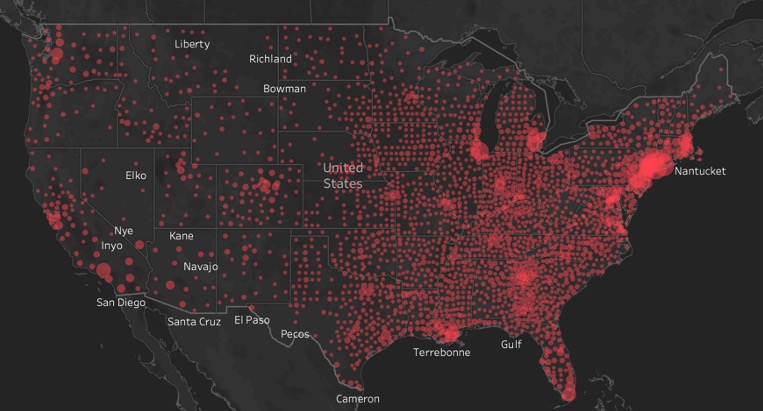 Liberty
Richland
Bowman
United
States
Elko
Nantucket
Nye
Inyo
Kane
Navajo
San Diego
Santa Cruz
El Paso
Pecos
Gulf
Terrebonne
Cameron